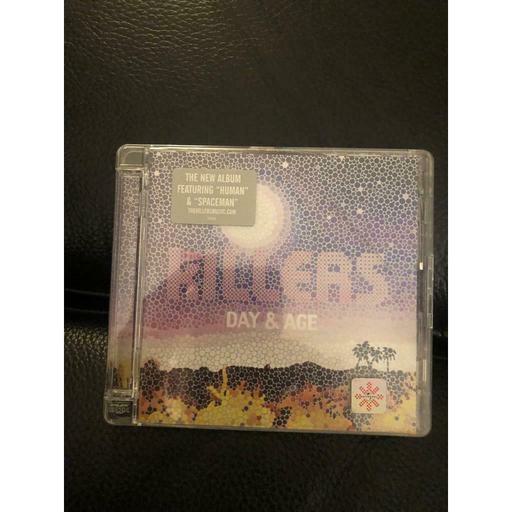 THE NEW ALBUM
FEATURING "HUMAN"
& "SPACEMAN"
THEKILLERSMUSIC.COM
KILLERS
DAY & AGE